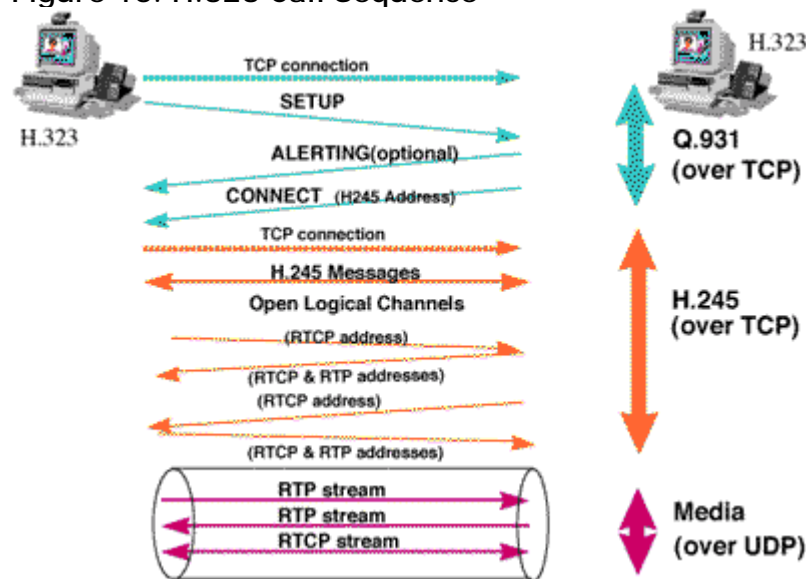 H.323
TCP connection
H.323
SETUP
Q.931
(over TCP)
ALERTING(optional)
CONNECT (H245 Address)
TCP connection
H.245 Messages
Open Logical Channels
H.245
(over TCP)
(RTCP address)
(RTCP & RTP addresses)
(RTCP address)
(RTCP & RTP addresses)
RTP stream
RTP stream
RTCP stream
Media
(over UDP)